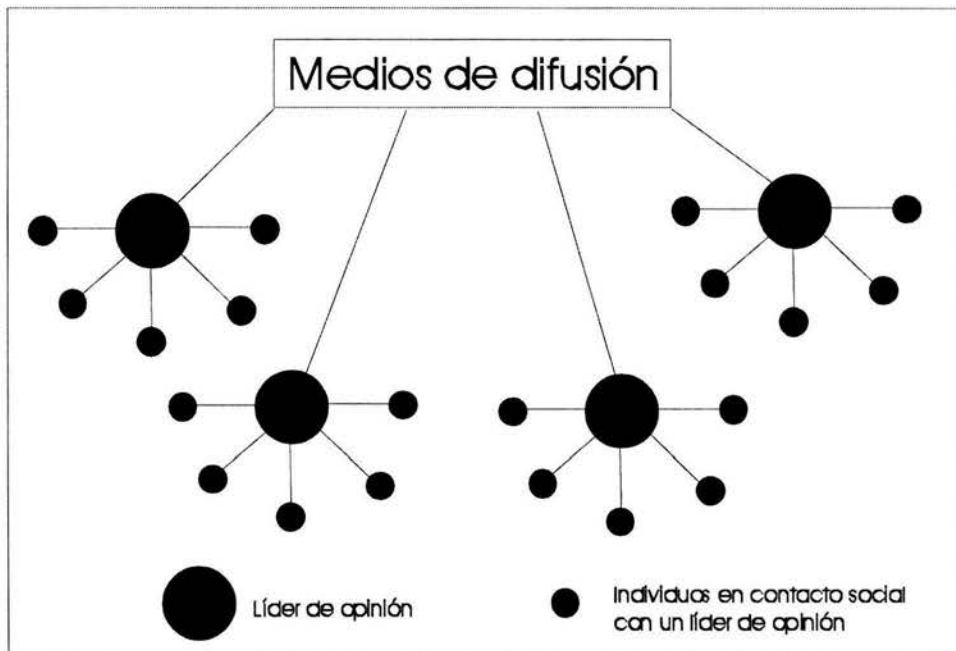 Medios de difusión
Líder de opinión
Individuos en contacto social
con un líder de opinión